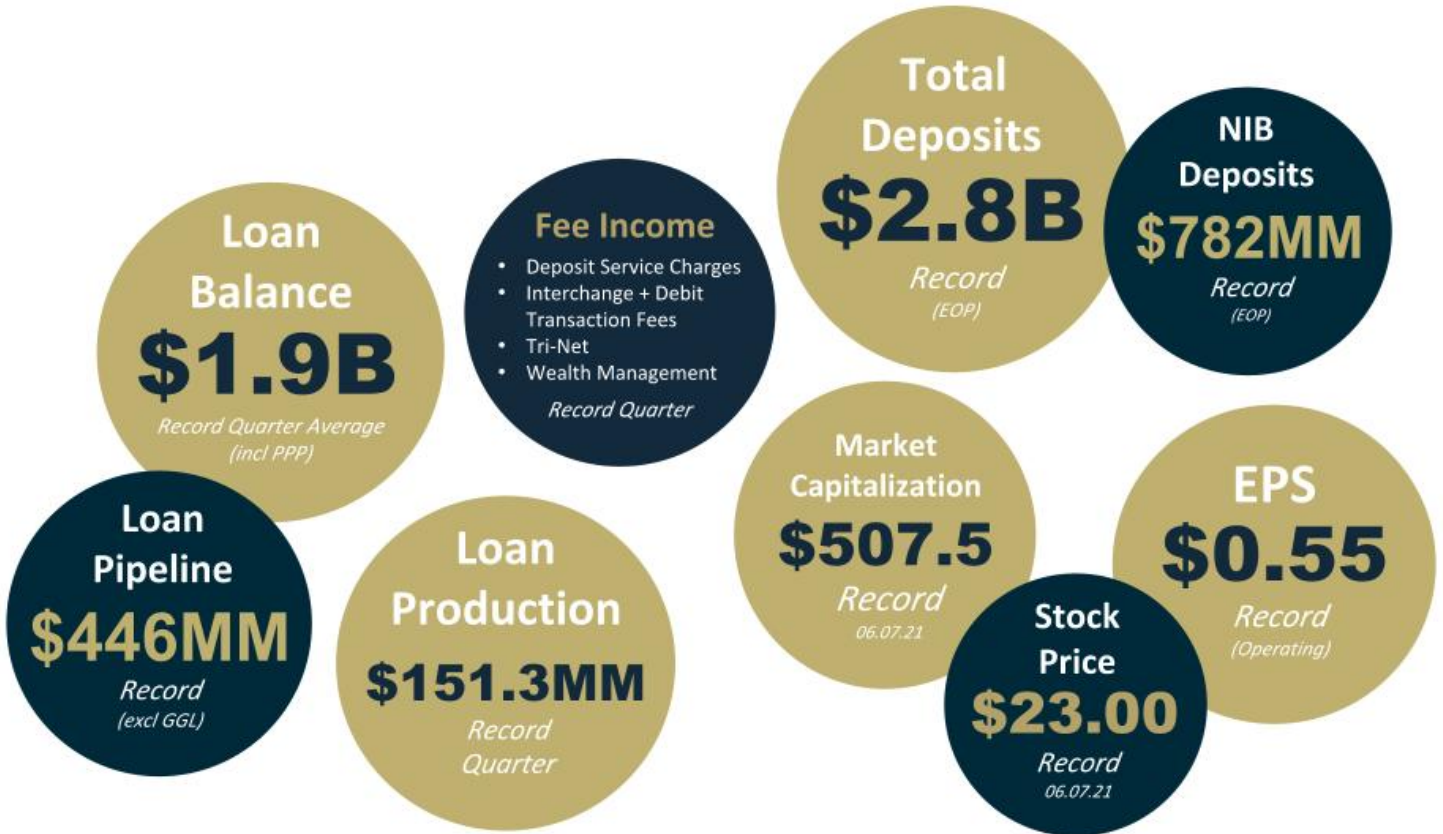 Total
Deposits
$2.8B
Record
(EOP)
NIB
Deposits
$782MM
Record
(EOP)
Loan
Balance
$1.9B
Record Quarter Average
(incl PPP)
Fee Income
• Deposit Service Charges
• Interchange + Debit
Transaction Fees
• Tri-Net
• Wealth Management
Record Quarter
Market
Capitalization
$507.5
Record
06.07.21
EPS
$0.55
Record
(Operating)
Loan
Pipeline
$446MM
Record
(excl GGL)
Loan
Production
$151.3MM
Record
Quarter
Stock
Price
$23.00
Record
06.07.21